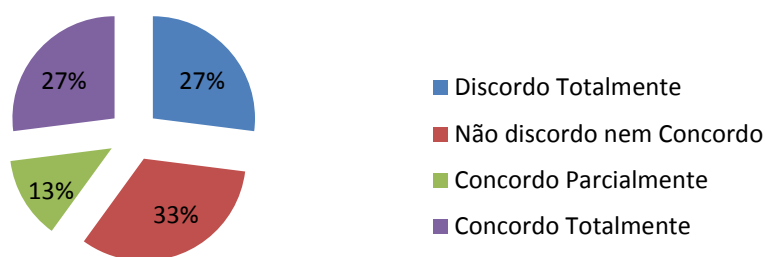 27%
27%
13%
33%
Discordo Totalmente
Não discordo nem Concordo
Concordo Parcialmente
Concordo Totalmente